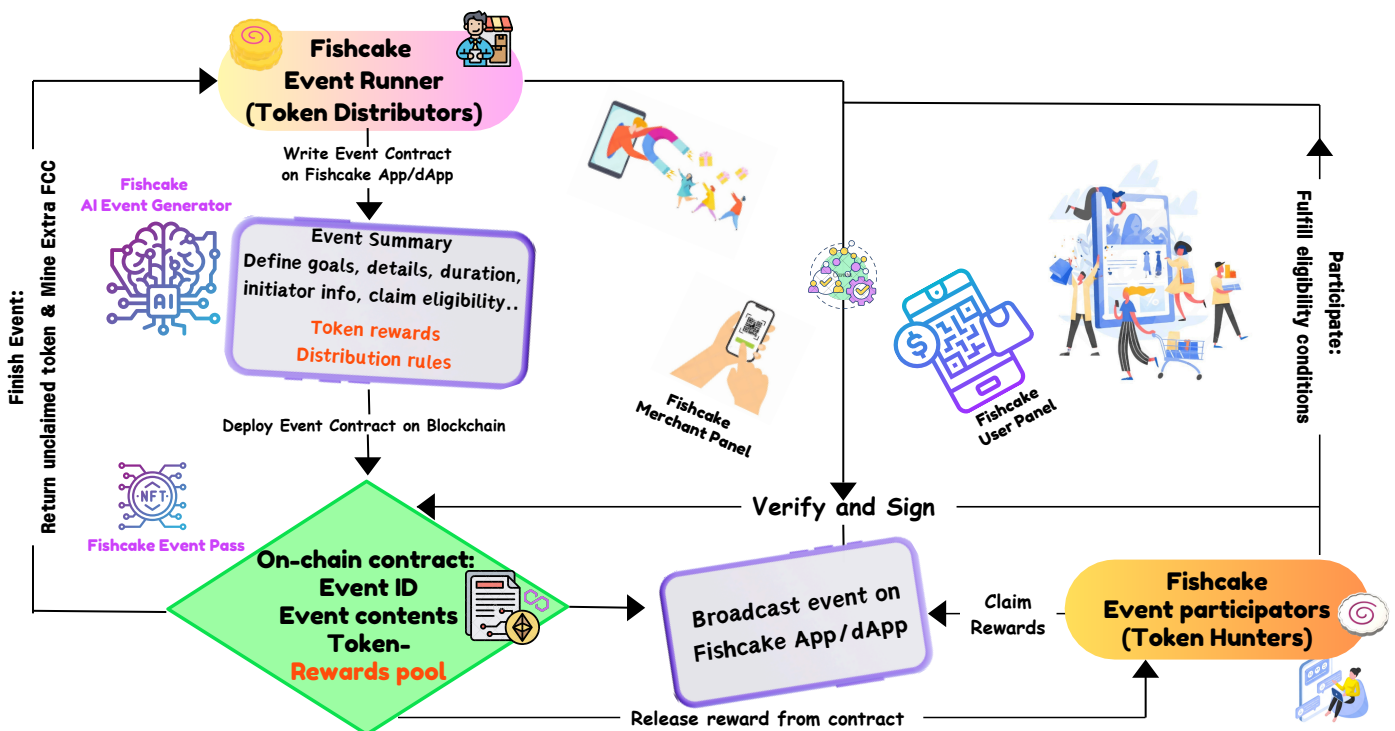 Fishcake
Event Runner
(Token Distributors)
Write Event Contract
on Fishcake App/dApp
Fishcake
AI Event Generator
AI
Event Summary
Define goals, details, duration,
initiator info, claim eligibility..
Token rewards
Distribution rules
Finish Event:
Return unclaimed token & Mine Extra FCC
Deploy Event Contract on Blockchain
NFT
Fishcake Event Pass
On-chain contract:
Event ID
Event contents
Token-
Rewards pool
Fishcake
Merchant Panel
$
Fishcake
User Panel
Participate:
Fulfill eligibility conditions
Verify and Sign
Broadcast event on
Fishcake App/dApp
Claim
Rewards
Fishcake
Event participators
(Token Hunters)
Release reward from contract